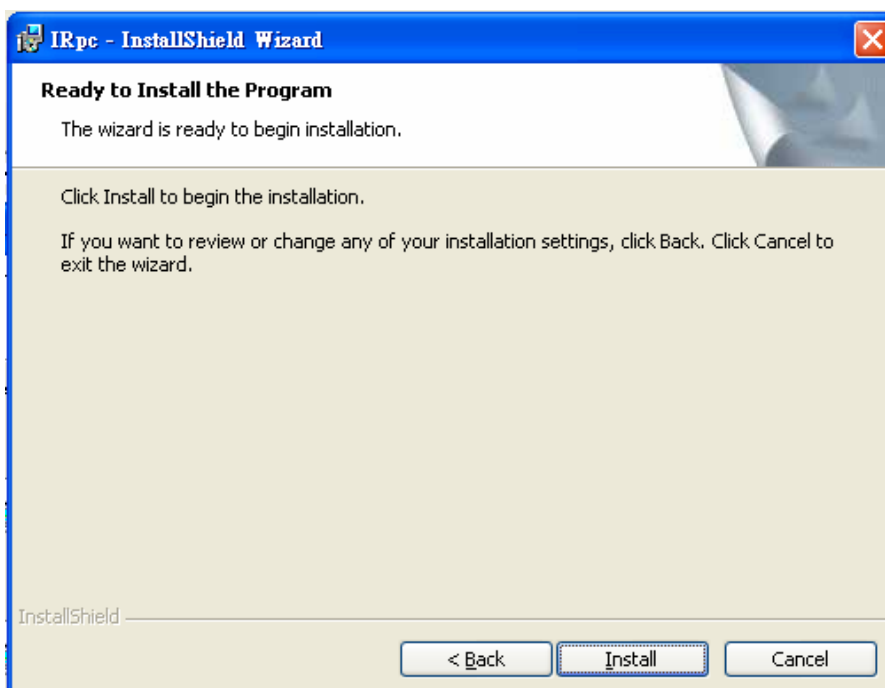 IRpc - InstallShield Wizard
Ready to Install the Program
The wizard is ready to begin installation.
Click Install to begin the installation.
If you want to review or change any of your installation settings, click Back. Click Cancel to
exit the wizard.
InstallShield
< Back
Install
Cancel